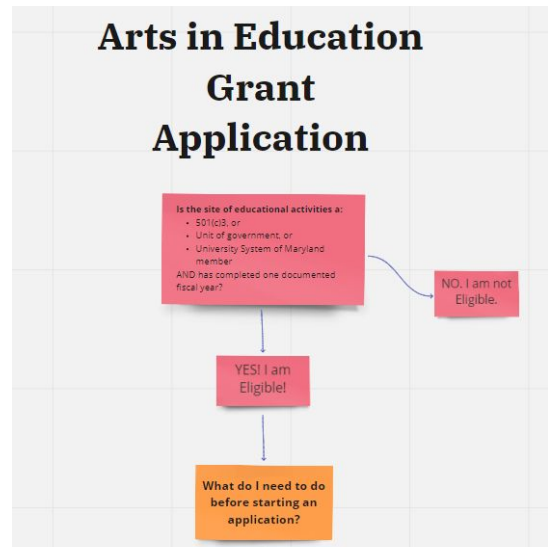 Arts in Education
Grant
Application
Is the site of educational activities a:
• 501(c)3, or
• Unit of government, or
• University System of Maryland
member
AND has completed one documented
fiscal year?
NO. I am not
Eligible.
YES! I am
Eligible!
What do I need to do
before starting an
application?